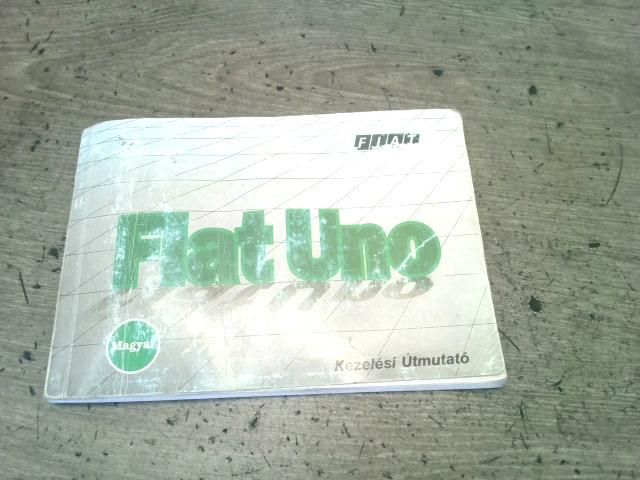 FIAT
Fiat Uno
Magyar
Kezelési Útmutató